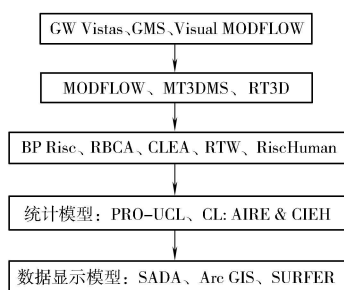 GW Vistas、GMS、Visual MODFLOW
MODFLOW、MT3DMS、RT3D
BP Risc、RBCA、CLEA、RTW、RiscHuman
统计模型：PRO-UCL、CL: AIRE & CIEH
数据显示模型：SADA、Arc GIS、SURFER